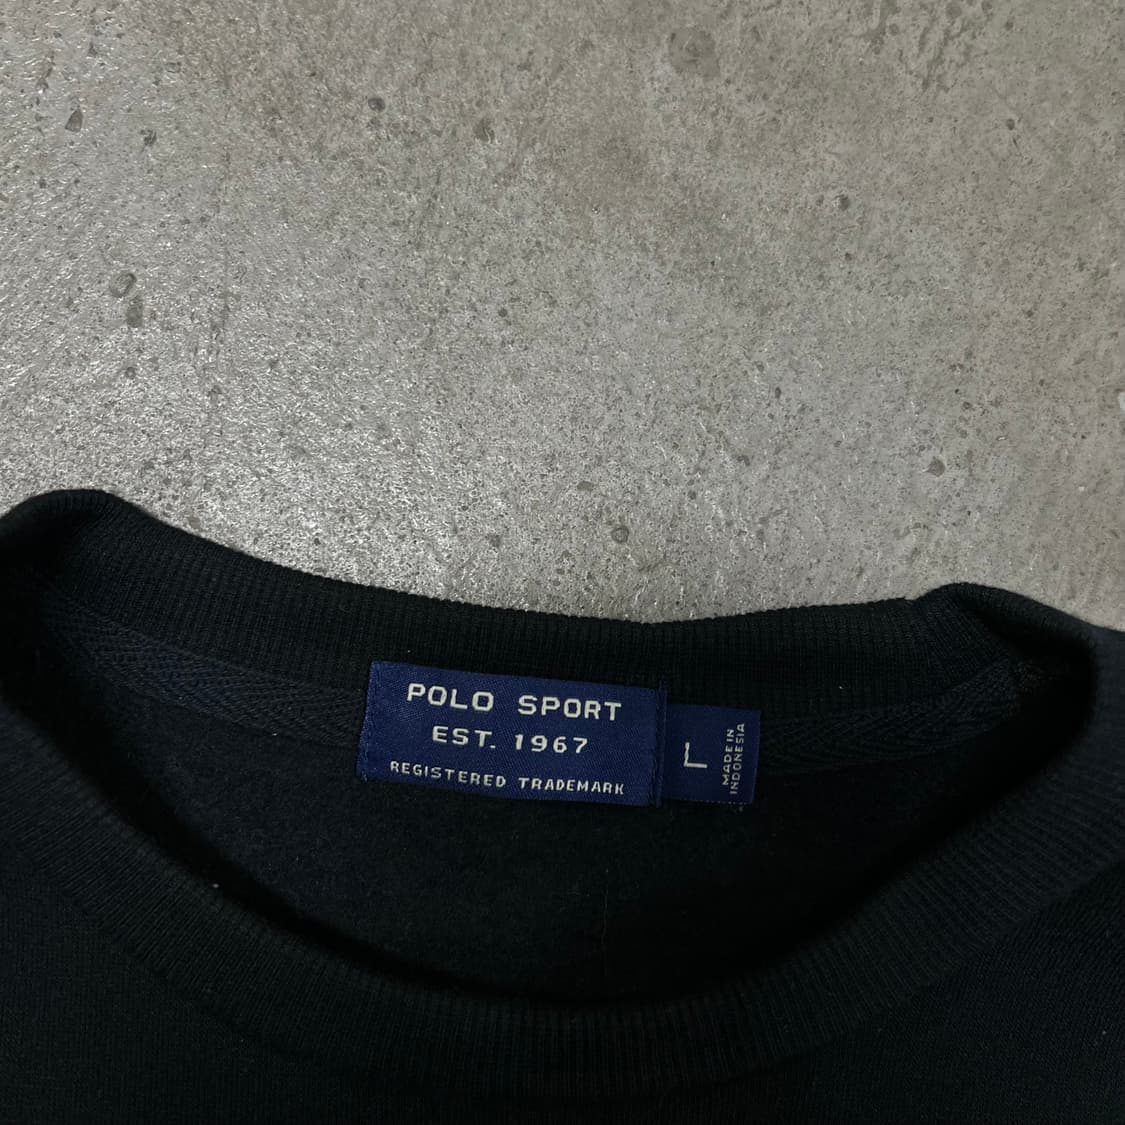 POLO SPORT
EST. 1967
REGISTERED TRADEMARK
L
MADE IN
INDONESIA